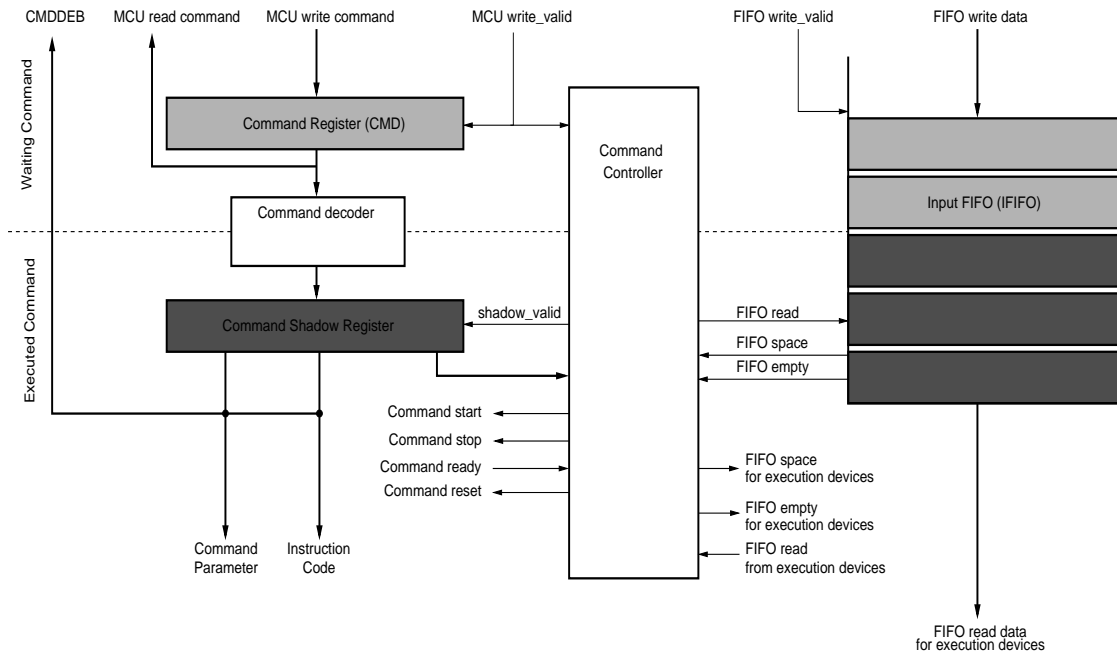 CMDDEB
MCU read command
MCU write command
MCU write_valid
FIFO write_valid
FIFO write data
Waiting Command
Command Register (CMD)
Command
Controller
Command decoder
Input FIFO (IFIFO)
Executed Command
Command Shadow Register
shadow_valid
FIFO read
FIFO space
FIFO empty
Command start
Command stop
Command ready
Command reset
FIFO space
for execution devices
FIFO empty
for execution devices
FIFO read
from execution devices
Command
Parameter
Instruction
Code
FIFO read data
for execution devices